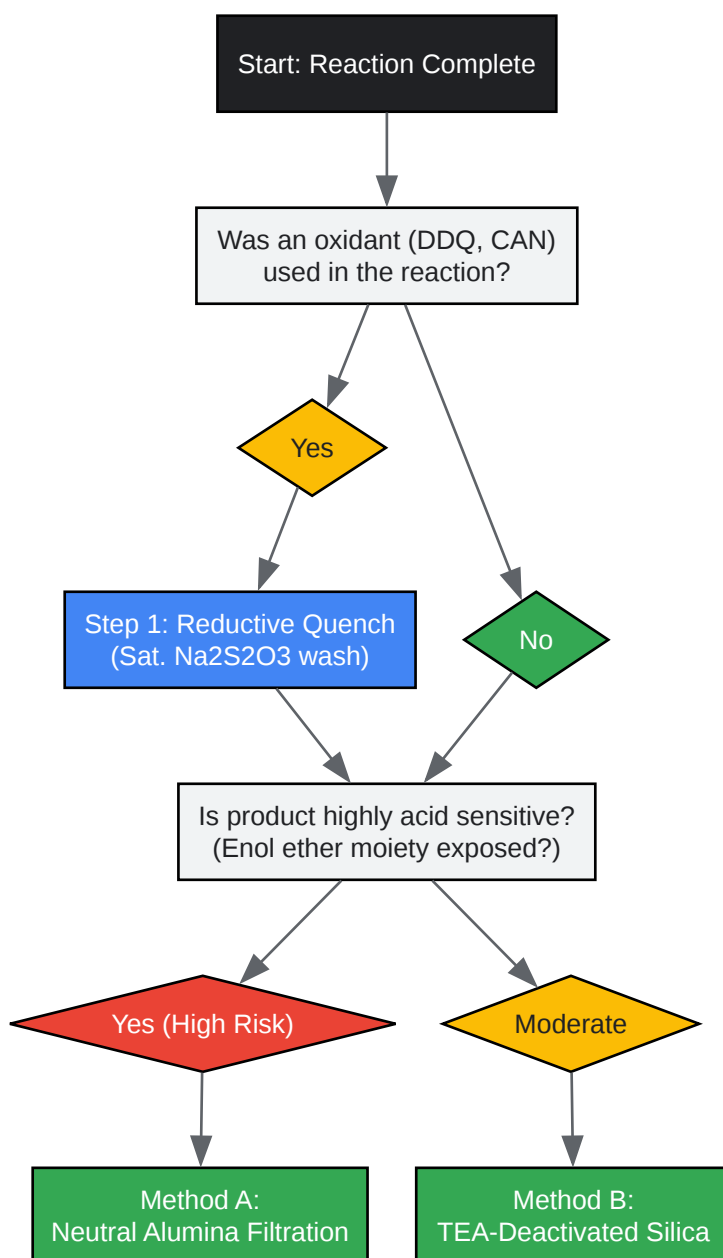 Start: Reaction Complete
Was an oxidant (DDQ, CAN)
used in the reaction?
Yes
Step 1: Reductive Quench
(Sat. Na2S2O3 wash)
No
Is product highly acid sensitive?
(Enol ether moiety exposed?)
Yes (High Risk)
Moderate
Method A:
Neutral Alumina Filtration
Method B:
TEA-Deactivated Silica